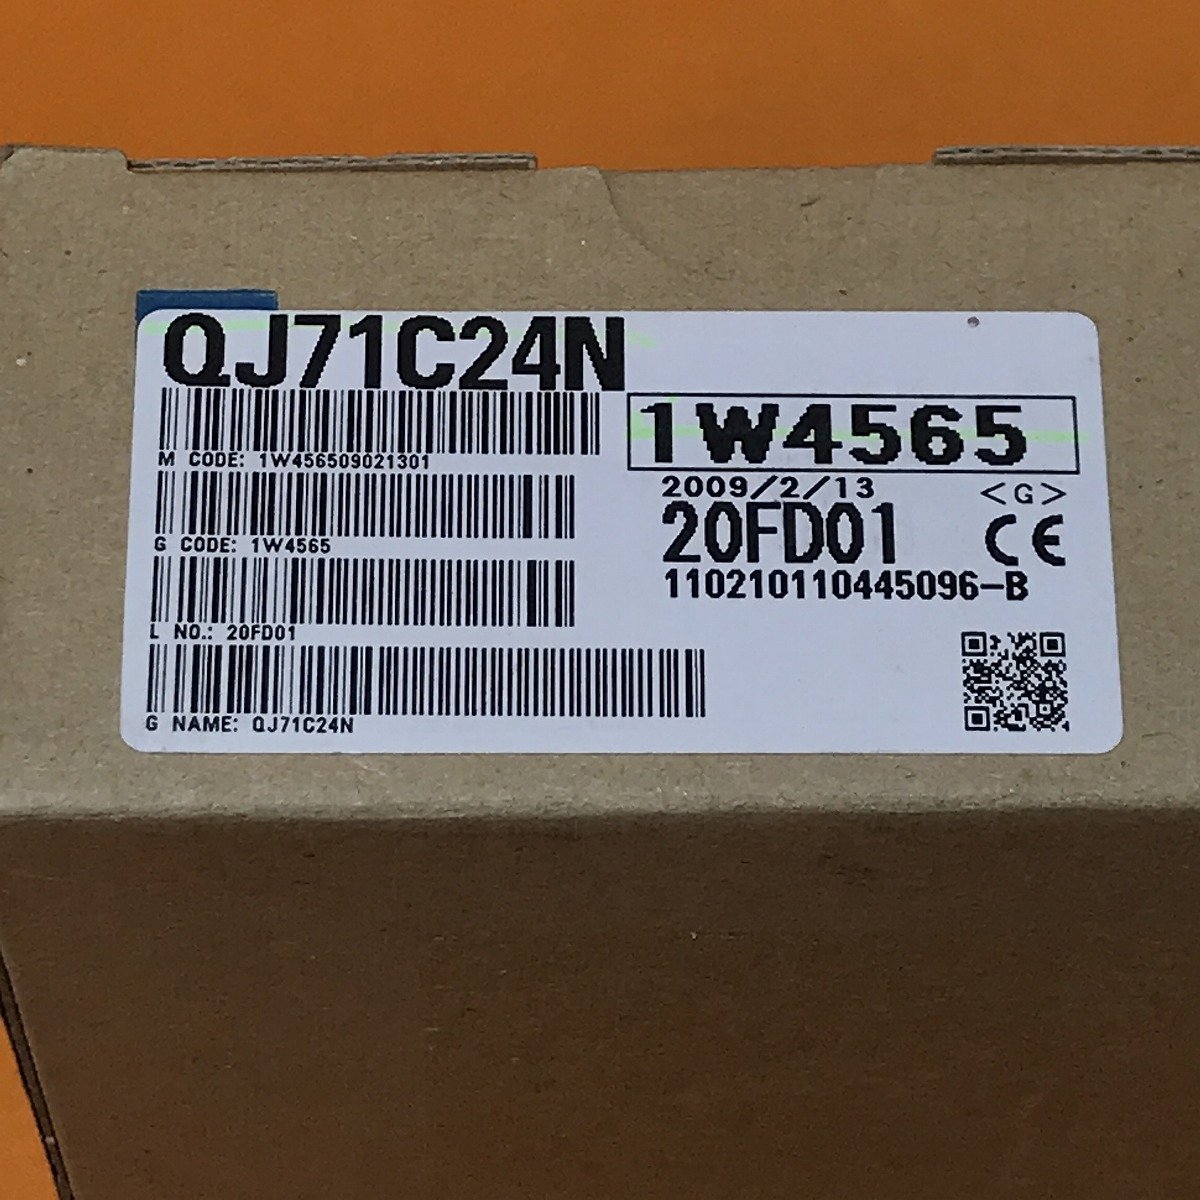 QJ71C24N
1W4565
M CODE: 1W456509021301
2009/2/13 <G>
20FD01 CE
G CODE: 1W4565
110210110445096-B
L NO.: 20FD01
G NAME: QJ71C24N